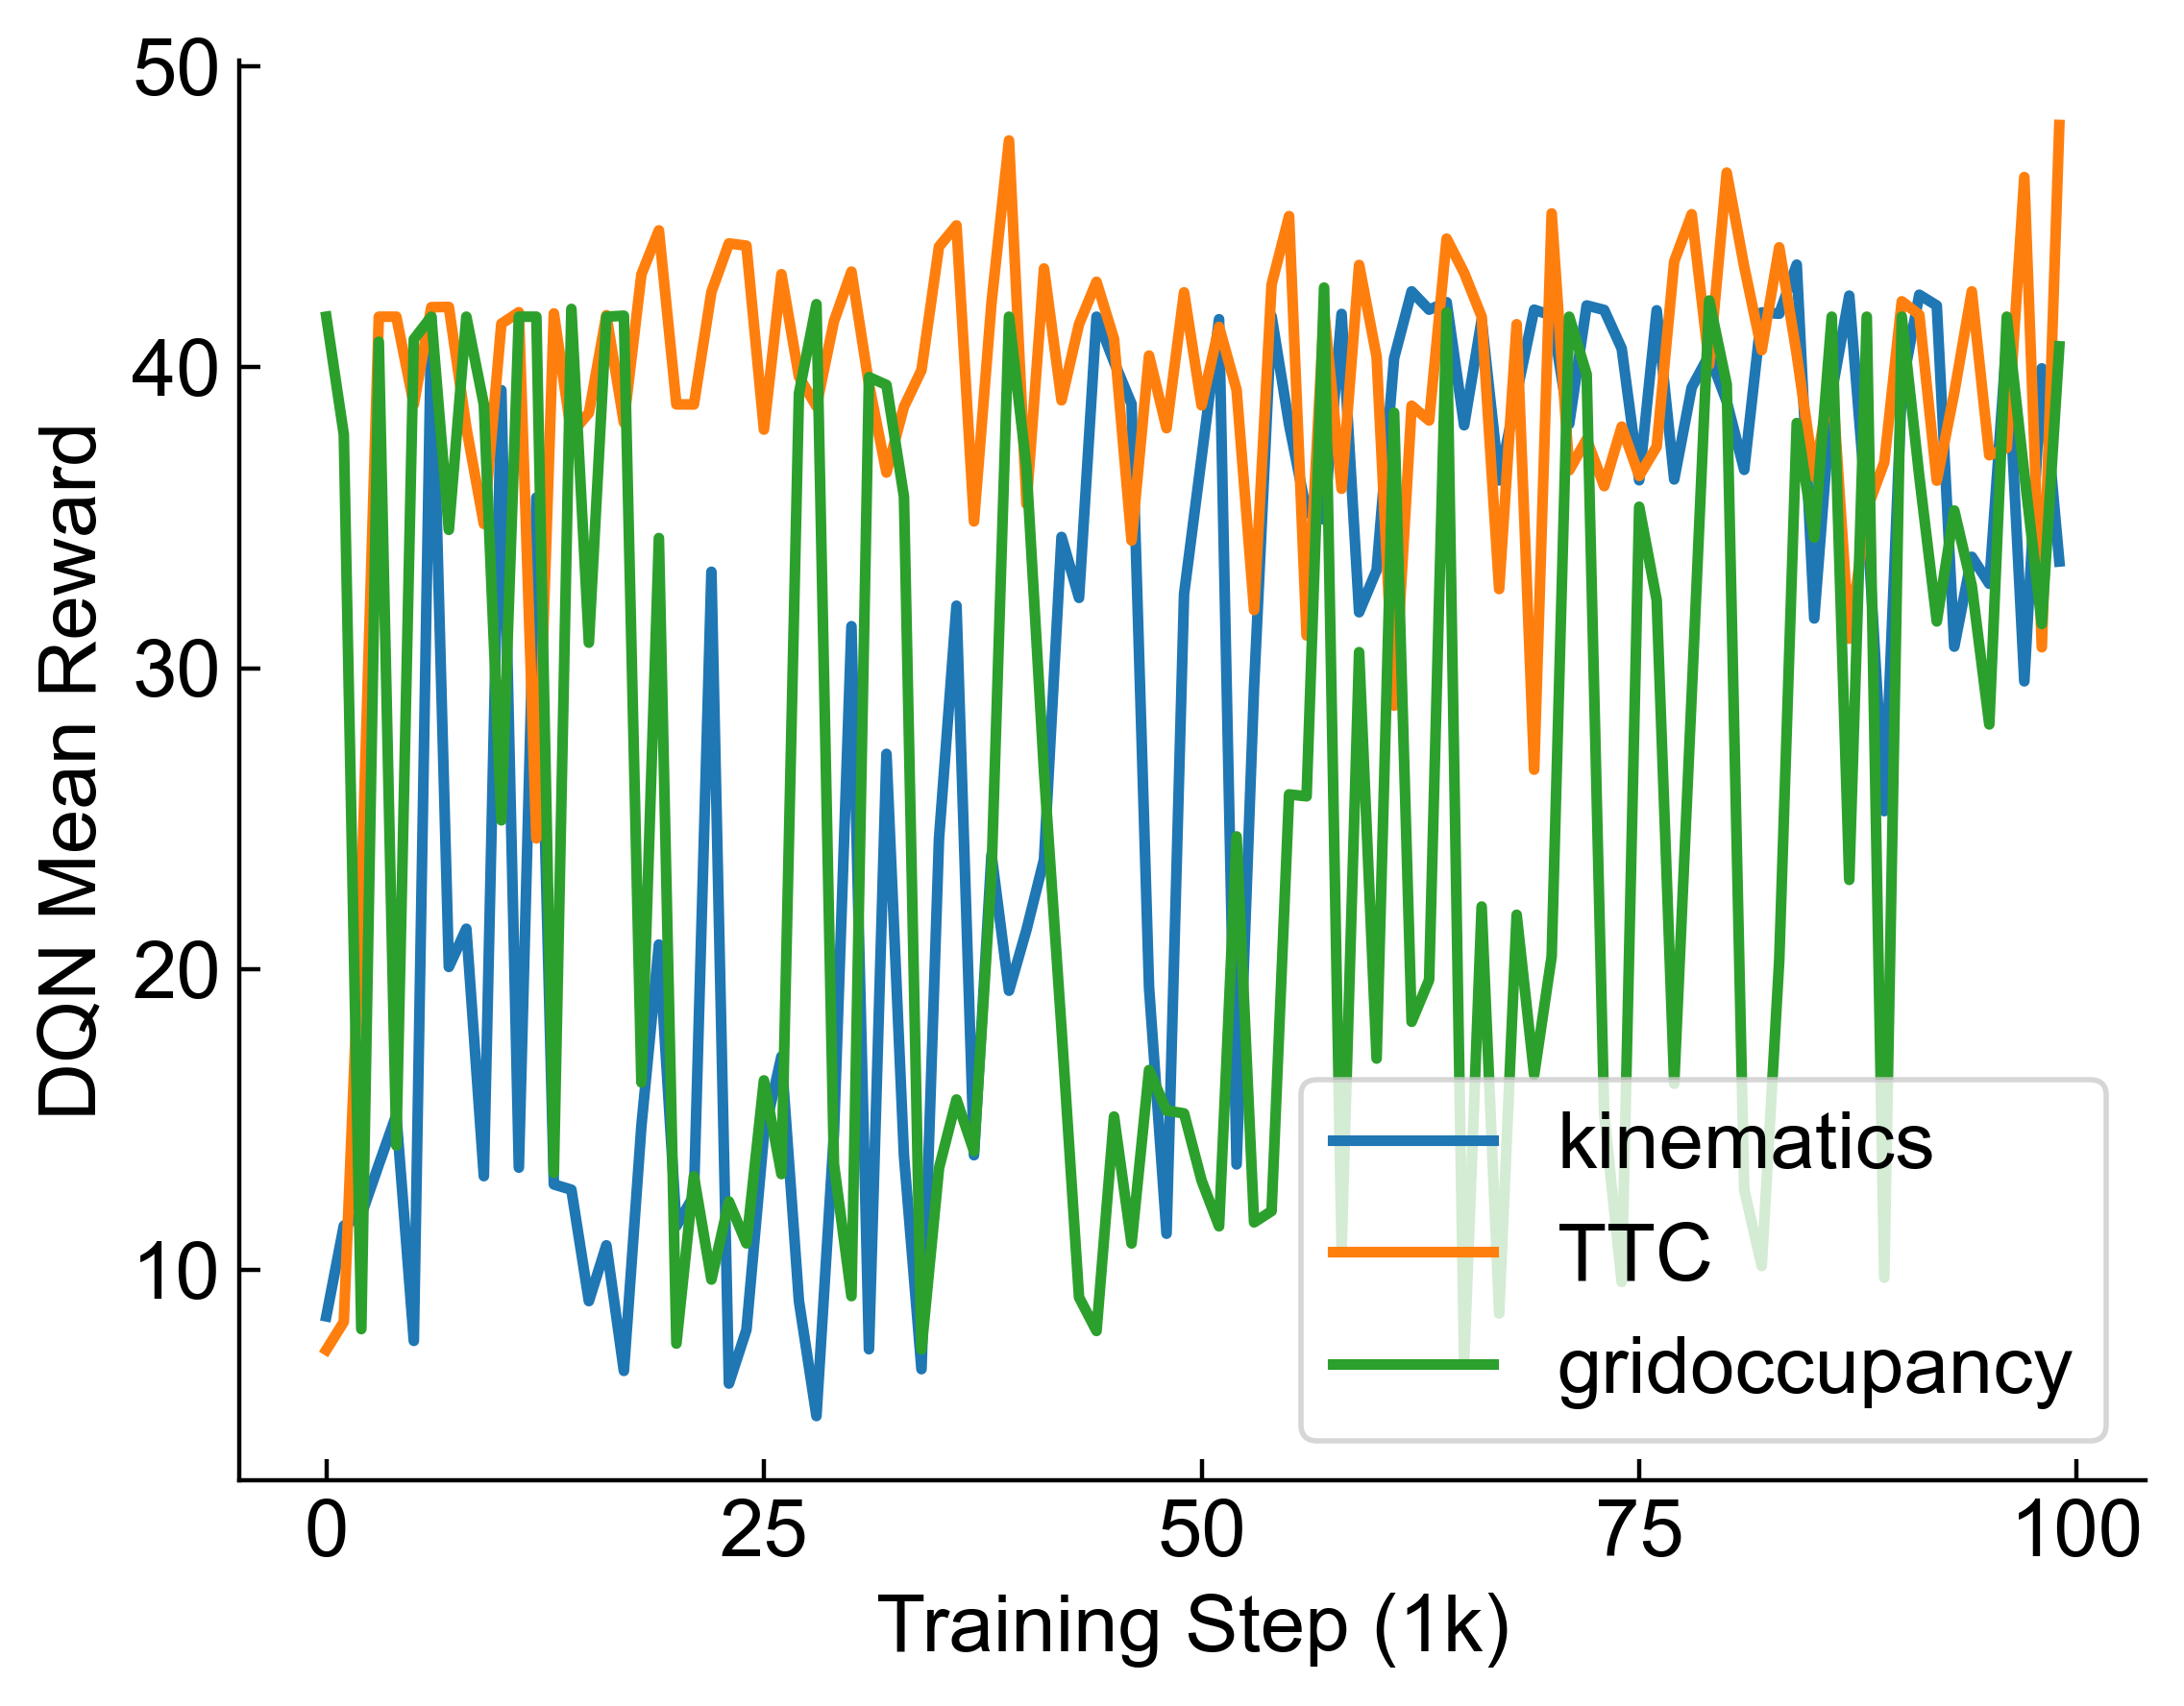 50
40
30
20
10
DQN Mean Reward
kinematics
TTC
gridoccupancy
0 25 50 75 100
Training Step (1k)